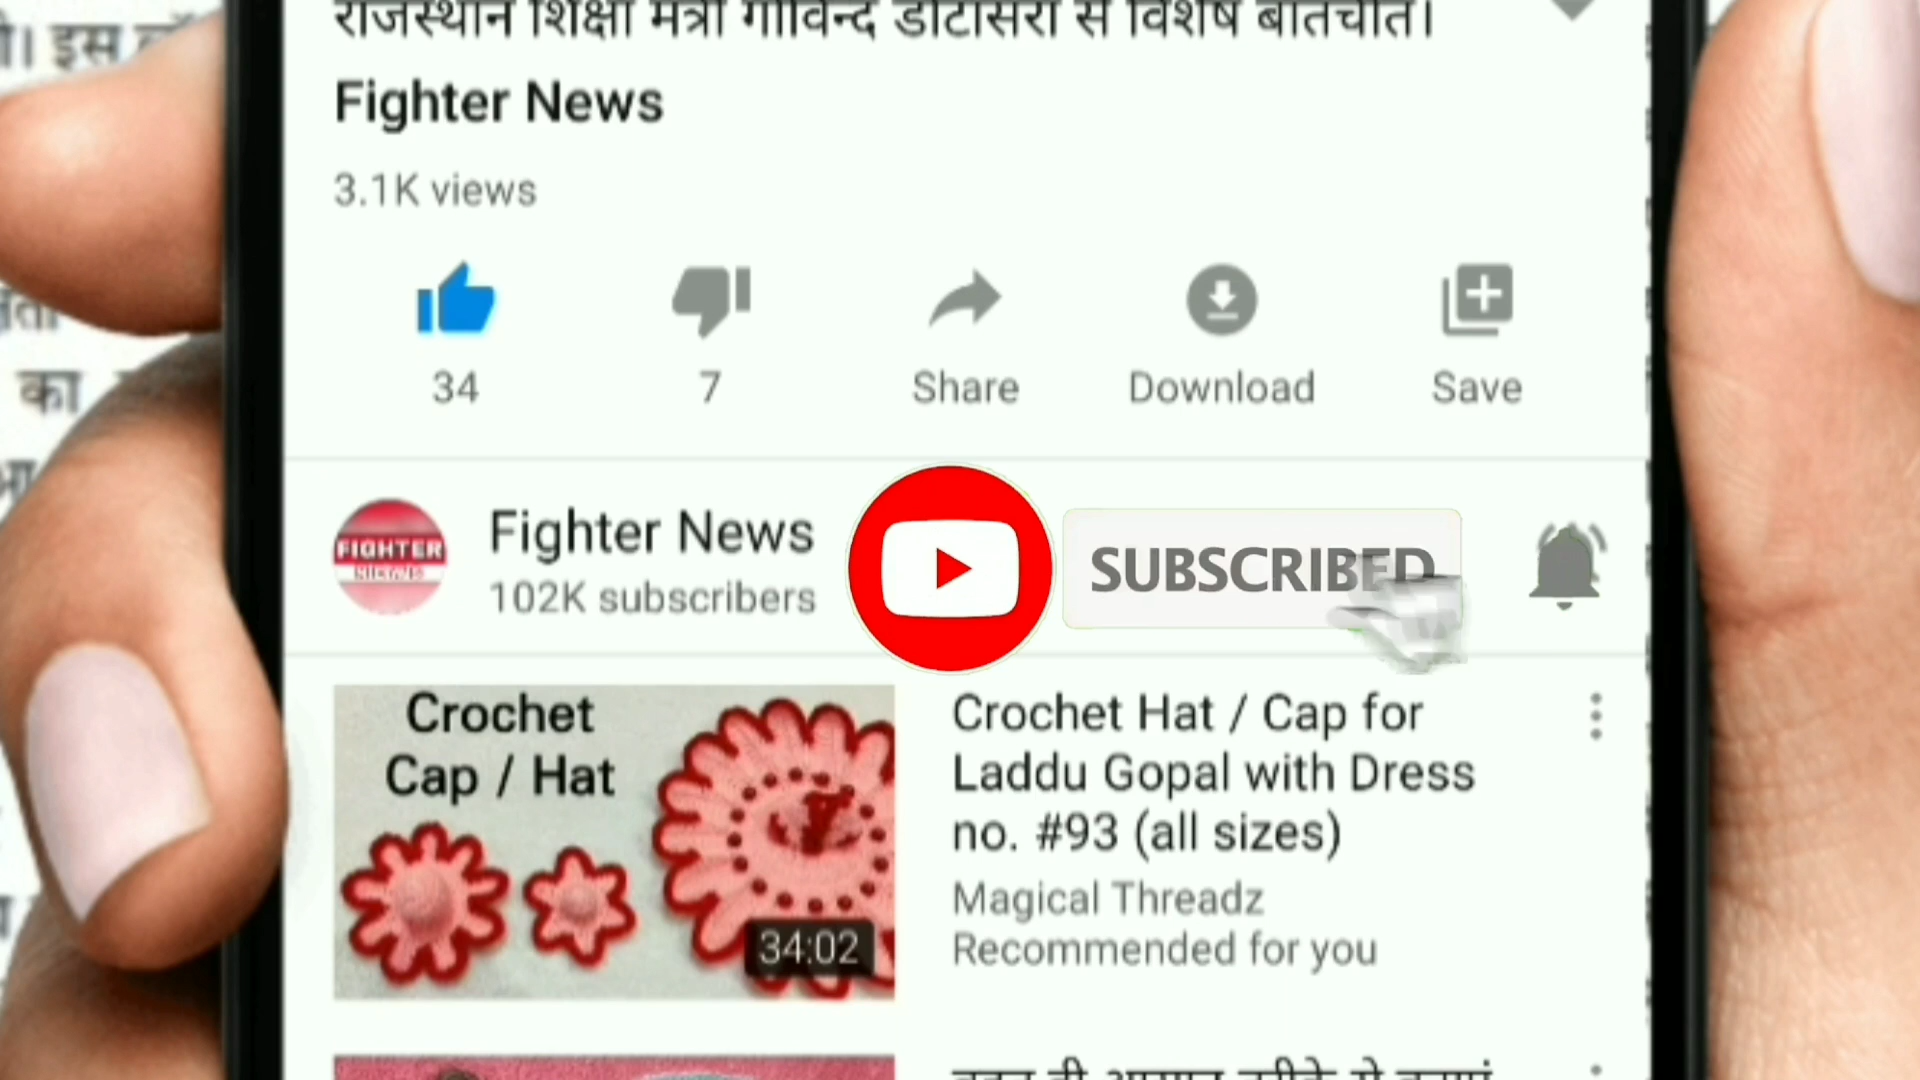 राजस्थान शिक्षा मंत्री गोविन्द डोटासरा से विशेष बातचीत।
Fighter News
3.1K views
34
7
Share
Download
Save
FIGHTER
Fighter News
102K subscribers
SUBSCRIBED
Crochet
Cap / Hat
34:02
Crochet Hat / Cap for
Laddu Gopal with Dress
no. #93 (all sizes)
Magical Threadz
Recommended for you
इस
का